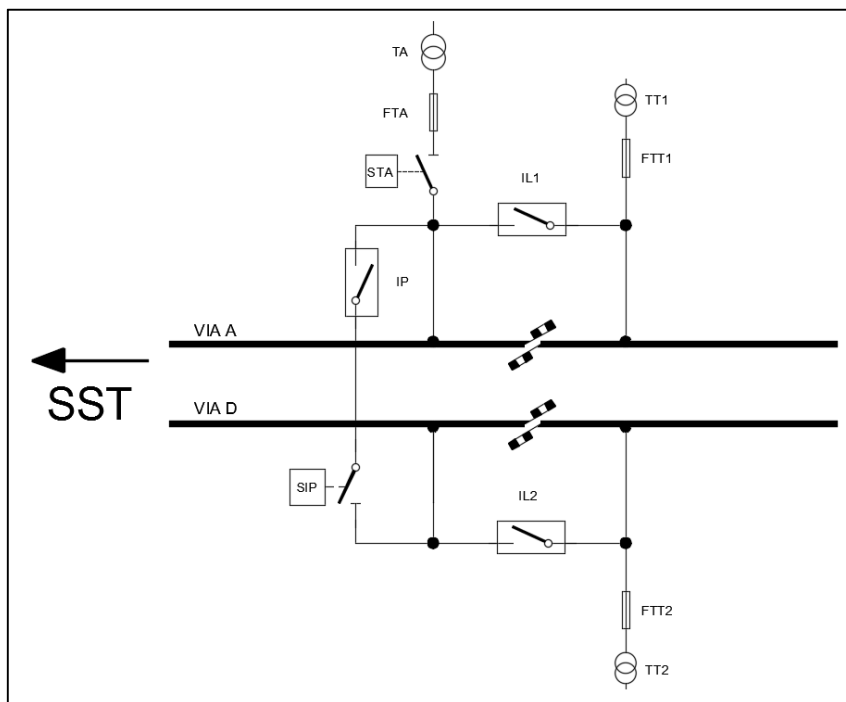 TA
TT1
FTA
FTT1
STA
IL1
IP
VIA A
SST
VIA D
SIP
IL2
FTT2
TT2